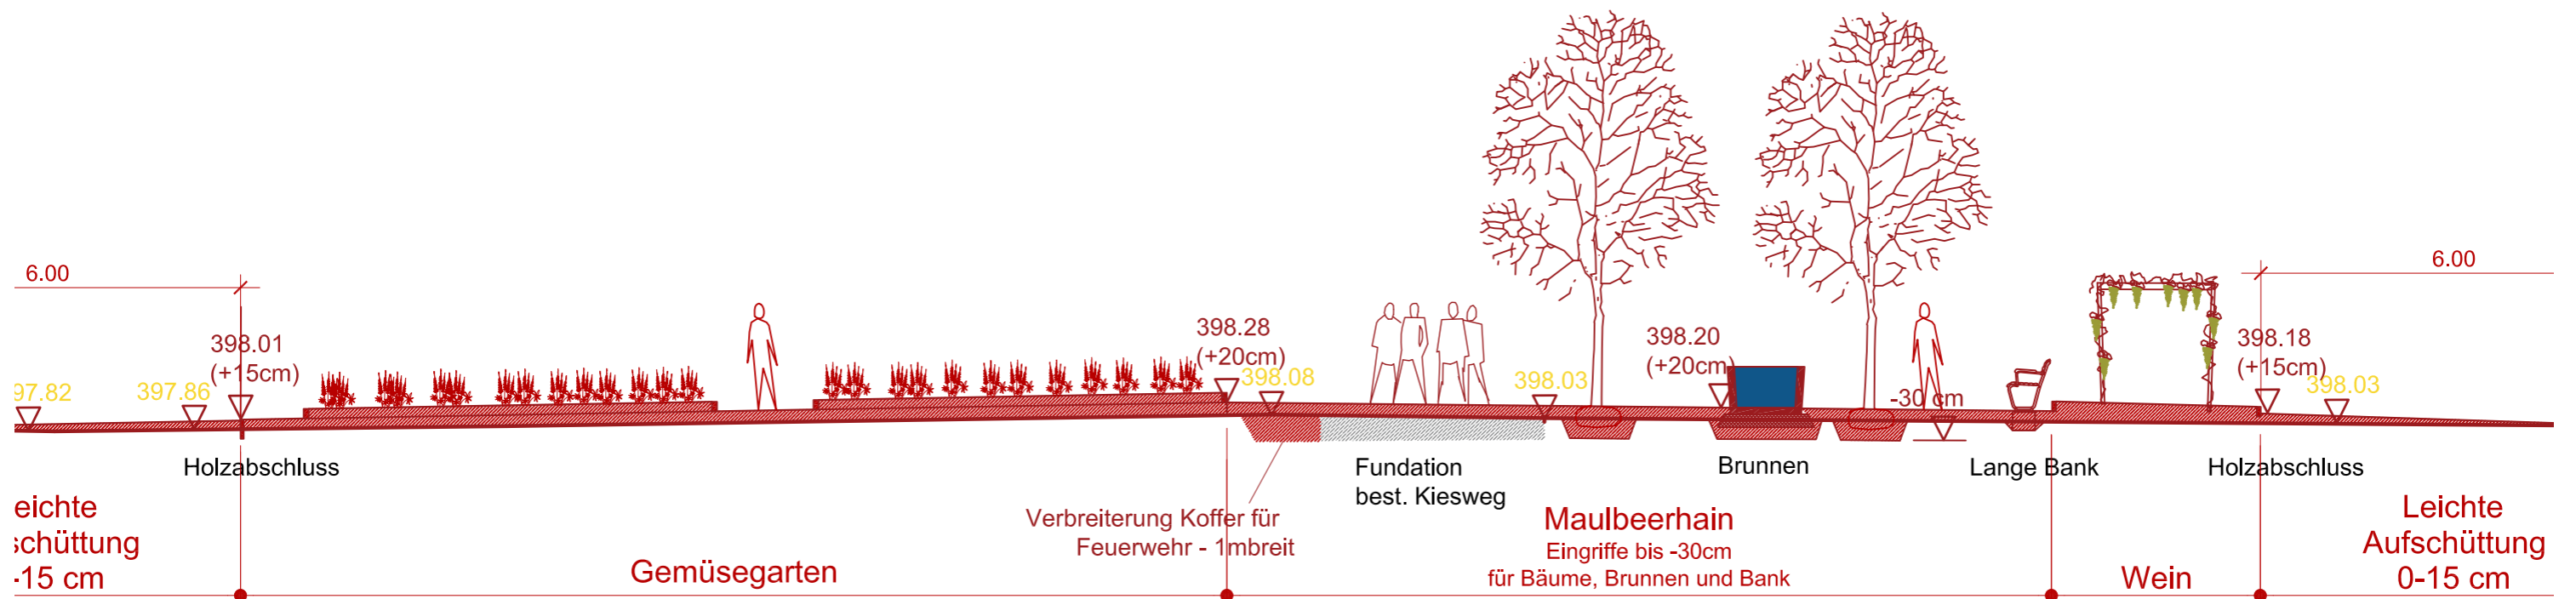 6.00
6.00
398.01
(+15cm)
97.82
397.86
398.28
(+20cm)
398.08
398.03
398.20
(+20cm)
-30 cm
398.18
(+15cm)
398.03
Holzabschluss
Fundation
best. Kiesweg
Brunnen
Lange Bank
Holzabschluss
eichte
schüttung
-15 cm
Gemüsegarten
Verbreiterung Koffer für
Feuerwehr - 1mbreit
Maulbeerhain
Eingriffe bis -30cm
für Bäume, Brunnen und Bank
Wein
Leichte
Aufschüttung
0-15 cm